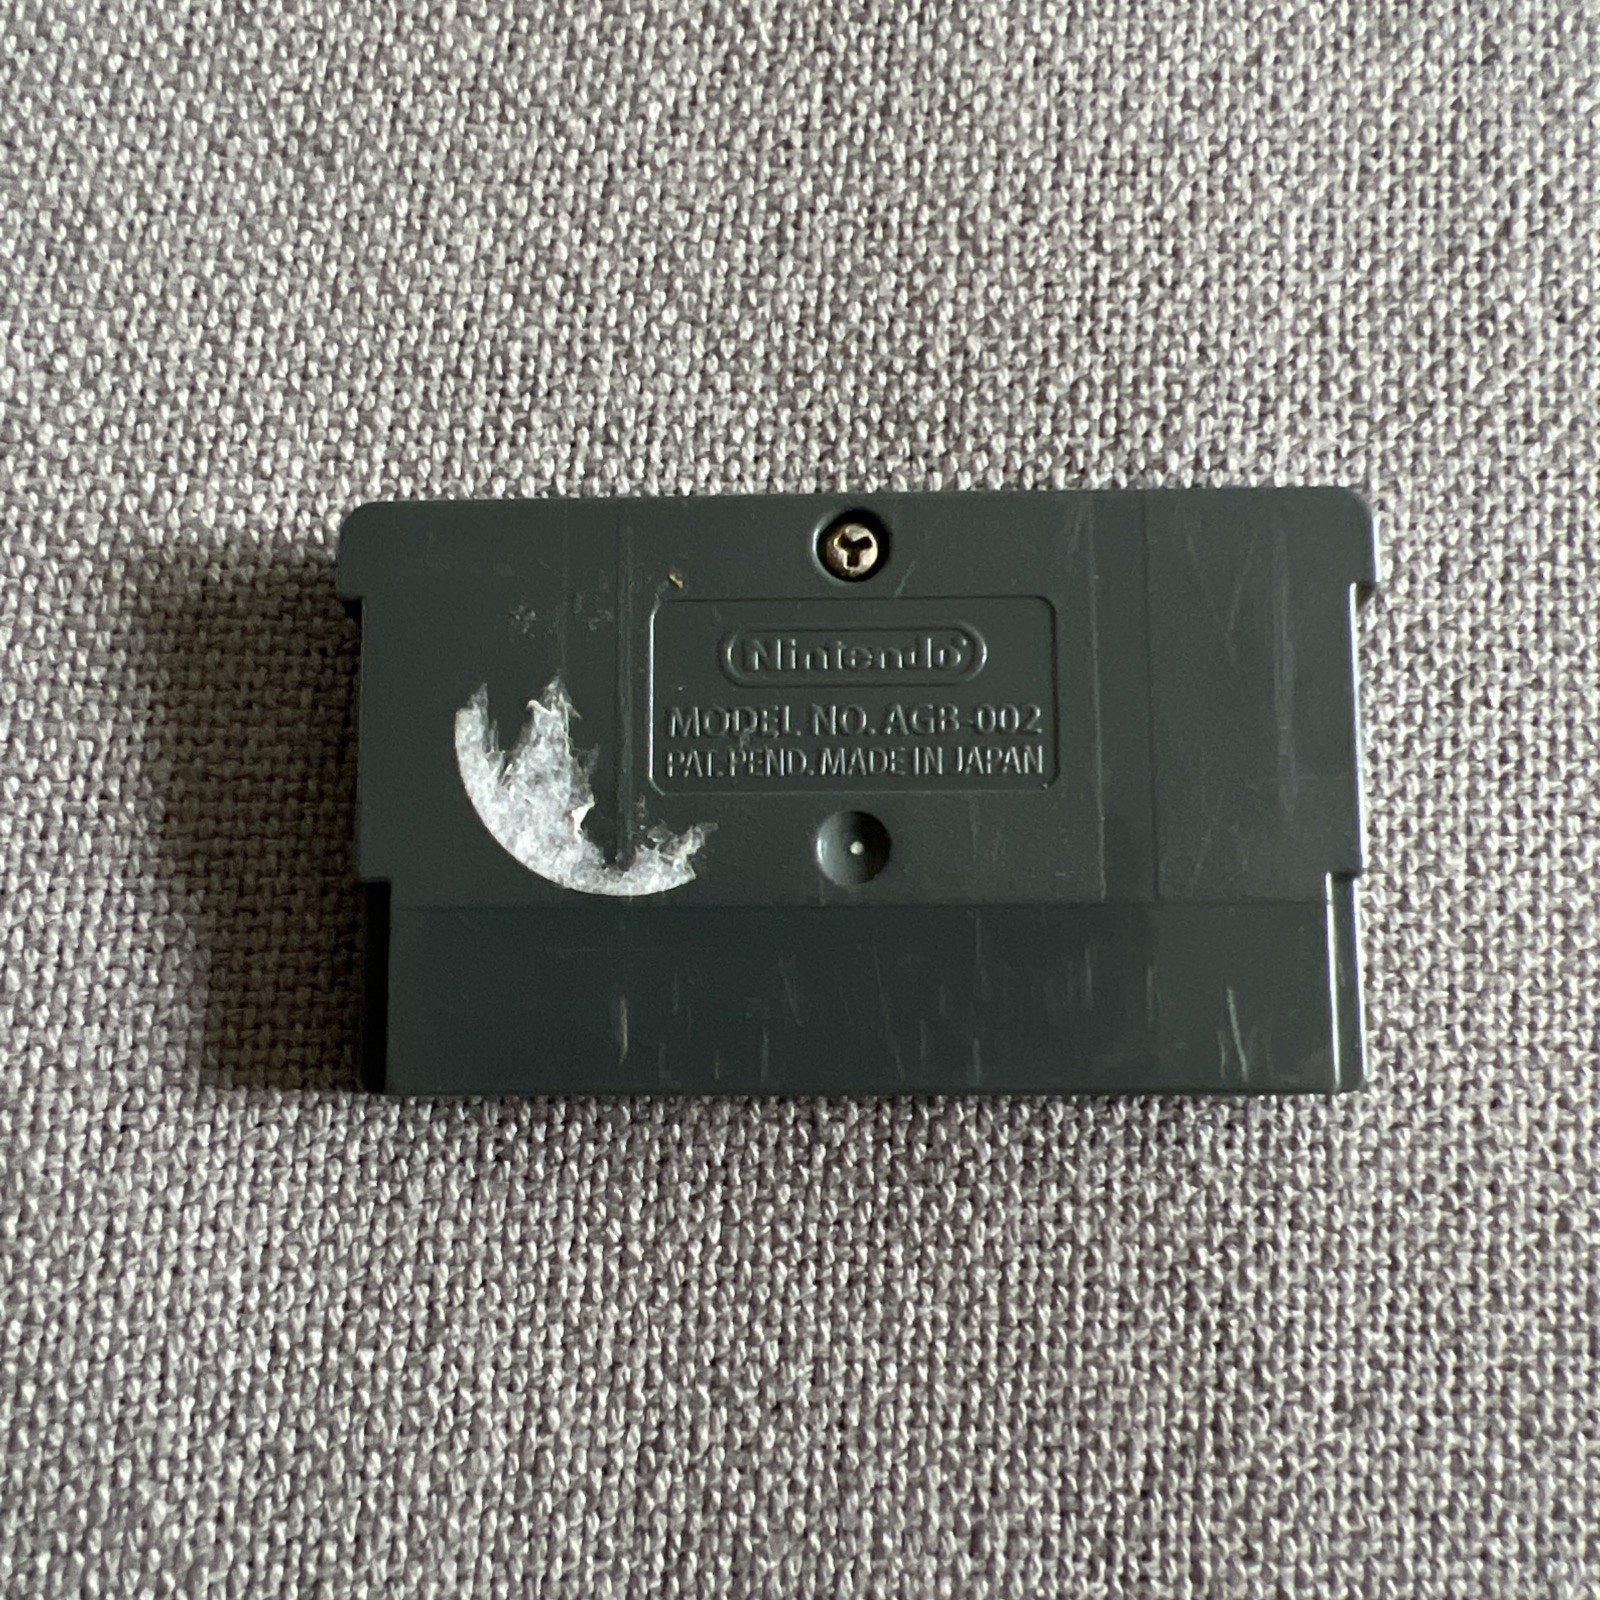 Nintendo®
MODEL NO. AGB-002
PAT. PEND. MADE IN JAPAN